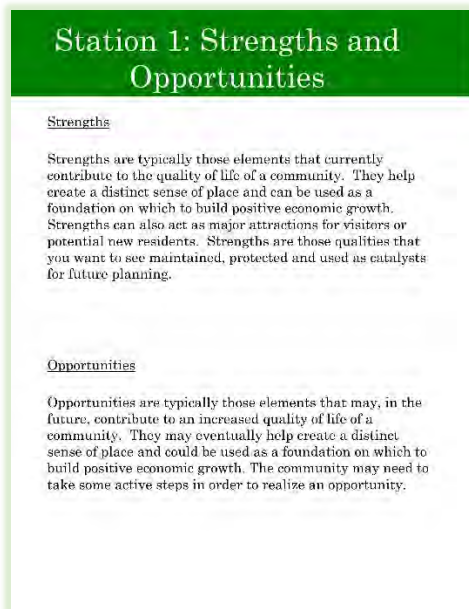 Station 1: Strengths and
Opportunities
Strengths
Strengths are typically those elements that currently
contribute to the quality of life of a community.  They help
create a distinct sense of place and can be used as a
foundation on which to build positive economic growth.
Strengths can also act as major attractions for visitors or
potential new residents.  Strengths are those qualities that
you want to see maintained, protected and used as catalysts
for future planning.
Opportunities
Opportunities are typically those elements that may, in the
future, contribute to an increased quality of life of a
community.  They may eventually help create a distinct
sense of place and could be used as a foundation on which to
build positive economic growth. The community may need to
take some active steps in order to realize an opportunity.